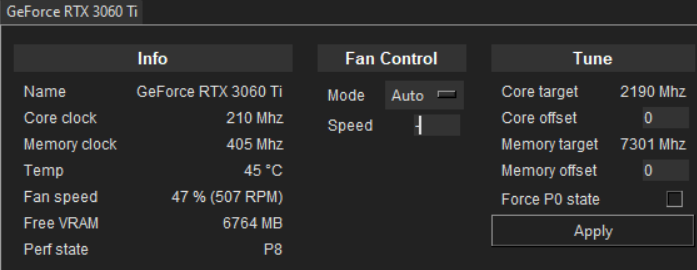 GeForce RTX 3060 Ti
Info
Name GeForce RTX 3060 Ti
Core clock 210 Mhz
Memory clock 405 Mhz
Temp 45 °C
Fan speed 47 % (507 RPM)
Free VRAM 6764 MB
Perf state P8
Fan Control
Mode Auto
Speed -
Tune
Core target 2190 Mhz
Core offset 0
Memory target 7301 Mhz
Memory offset 0
Force P0 state
Apply